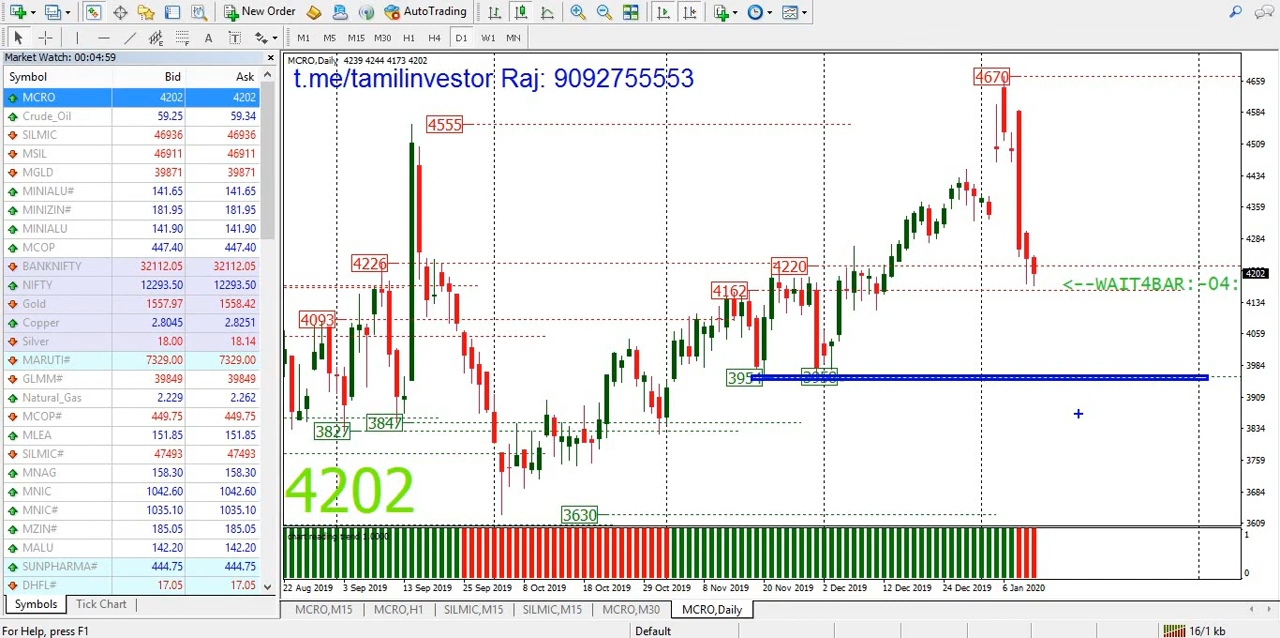 New Order
AutoTrading
A
T
M1 M5 M15 M30 H1 H4 D1 W1 MN
Market Watch: 00:04:59
Symbol Bid Ask
MCRO 4202 4202
Crude_Oil 59.25 59.34
SILMIC 46936 46936
MSIL 46911 46911
MGLD 39871 39871
MINIALU# 141.65 141.65
MINIZIN# 181.95 181.95
MINIALU 141.90 141.90
MCOP 447.40 447.40
BANKNIFTY 32112.05 32112.05
NIFTY 12293.50 12293.50
Gold 1557.97 1558.42
Copper 2.8045 2.8251
Silver 18.00 18.14
MARUTI# 7329.00 7329.00
GLMM# 39849 39849
Natural_Gas 2.229 2.262
MCOP# 449.75 449.75
MLEA 151.85 151.85
SILMIC# 47493 47493
MNAG 158.30 158.30
MNIC 1042.60 1042.60
MNIC# 1035.10 1035.10
MZIN# 185.05 185.05
MALU 142.20 142.20
SUNPHARMA# 444.75 444.75
DHFL# 17.05 17.05
Symbols Tick Chart
MCRO,Daily 4239 4244 4173 4202
t.me/tamilinvestor Raj: 9092755553
4670
4555
4226
4220
4162
4093
<--WAIT4BAR:-04:
3847
3827
3630
4202
4659
4584
4509
4434
4359
4284
4202
4134
4059
3984
3909
3834
3759
3684
3609
chart reading trend 1.0000
1
0
22 Aug 2019 3 Sep 2019 13 Sep 2019 25 Sep 2019 8 Oct 2019 18 Oct 2019 29 Oct 2019 8 Nov 2019 20 Nov 2019 2 Dec 2019 12 Dec 2019 24 Dec 2019 6 Jan 2020
MCRO,M15 MCRO,H1 SILMIC,M15 SILMIC,M15 MCRO,M30 MCRO,Daily
For Help, press F1
Default
16/1 kb